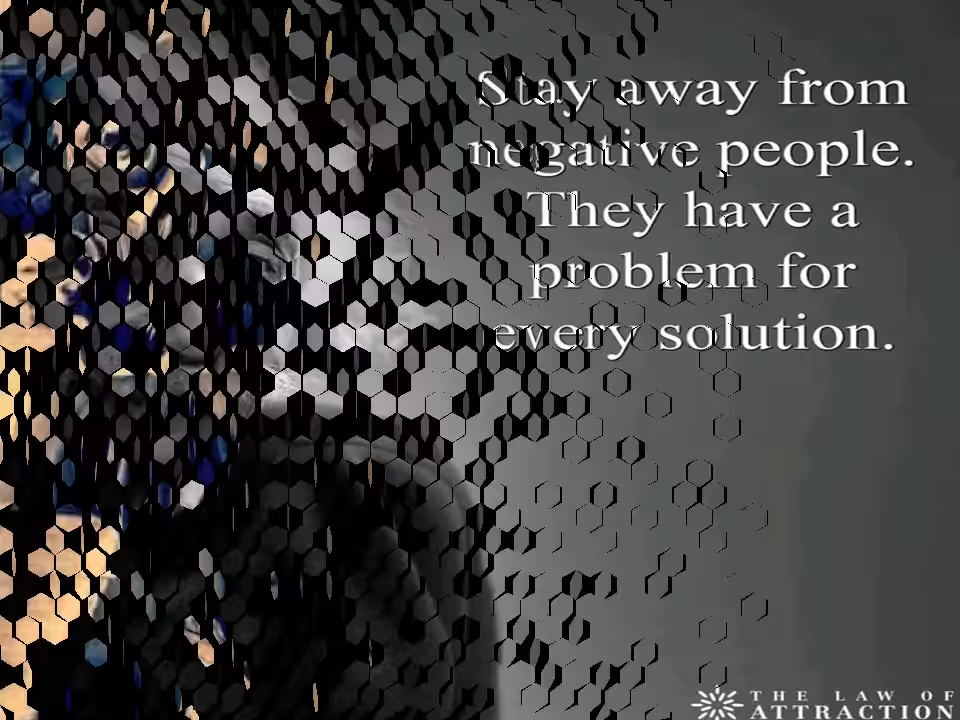 Stay away from
negative people.
They have a
problem for
every solution.
THE LAW OF
ATTRACTION